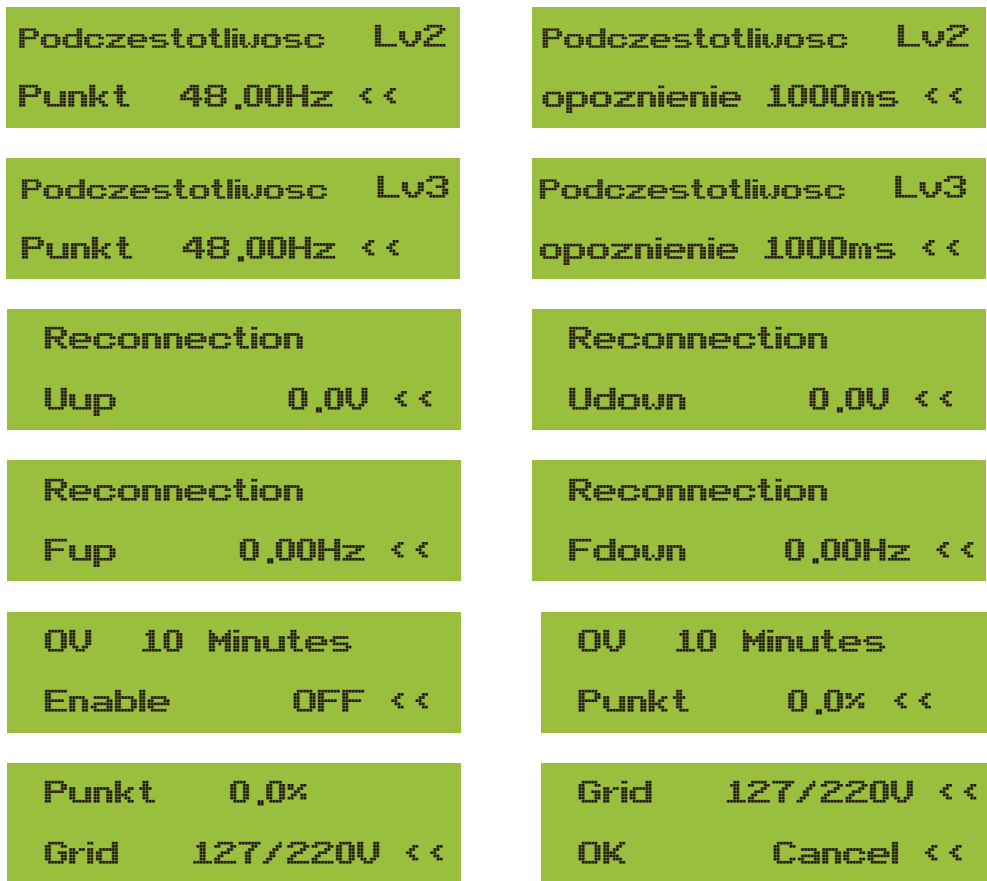 Podczestotliwosc Lv2
Punkt 48.00Hz <<
Podczestotliwosc Lv2
opoznienie 1000ms <<
Podczestotliwosc Lv3
Punkt 48.00Hz <<
Podczestotliwosc Lv3
opoznienie 1000ms <<
Reconnection
Uup 0.0V <<
Reconnection
Udown 0.0V <<
Reconnection
Fup 0.00Hz <<
Reconnection
Fdown 0.00Hz <<
OV 10 Minutes
Enable OFF <<
OV 10 Minutes
Punkt 0.0% <<
Punkt 0.0%
Grid 127/220V <<
Grid 127/220V <<
OK Cancel <<